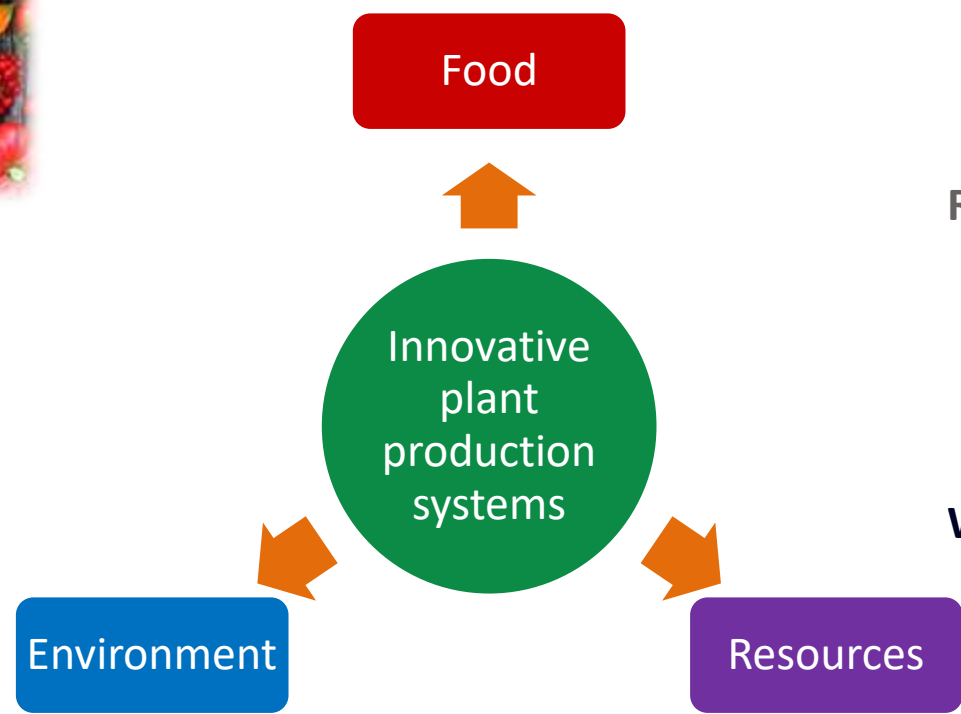 Food
Innovative
plant
production
systems
Environment
Resources